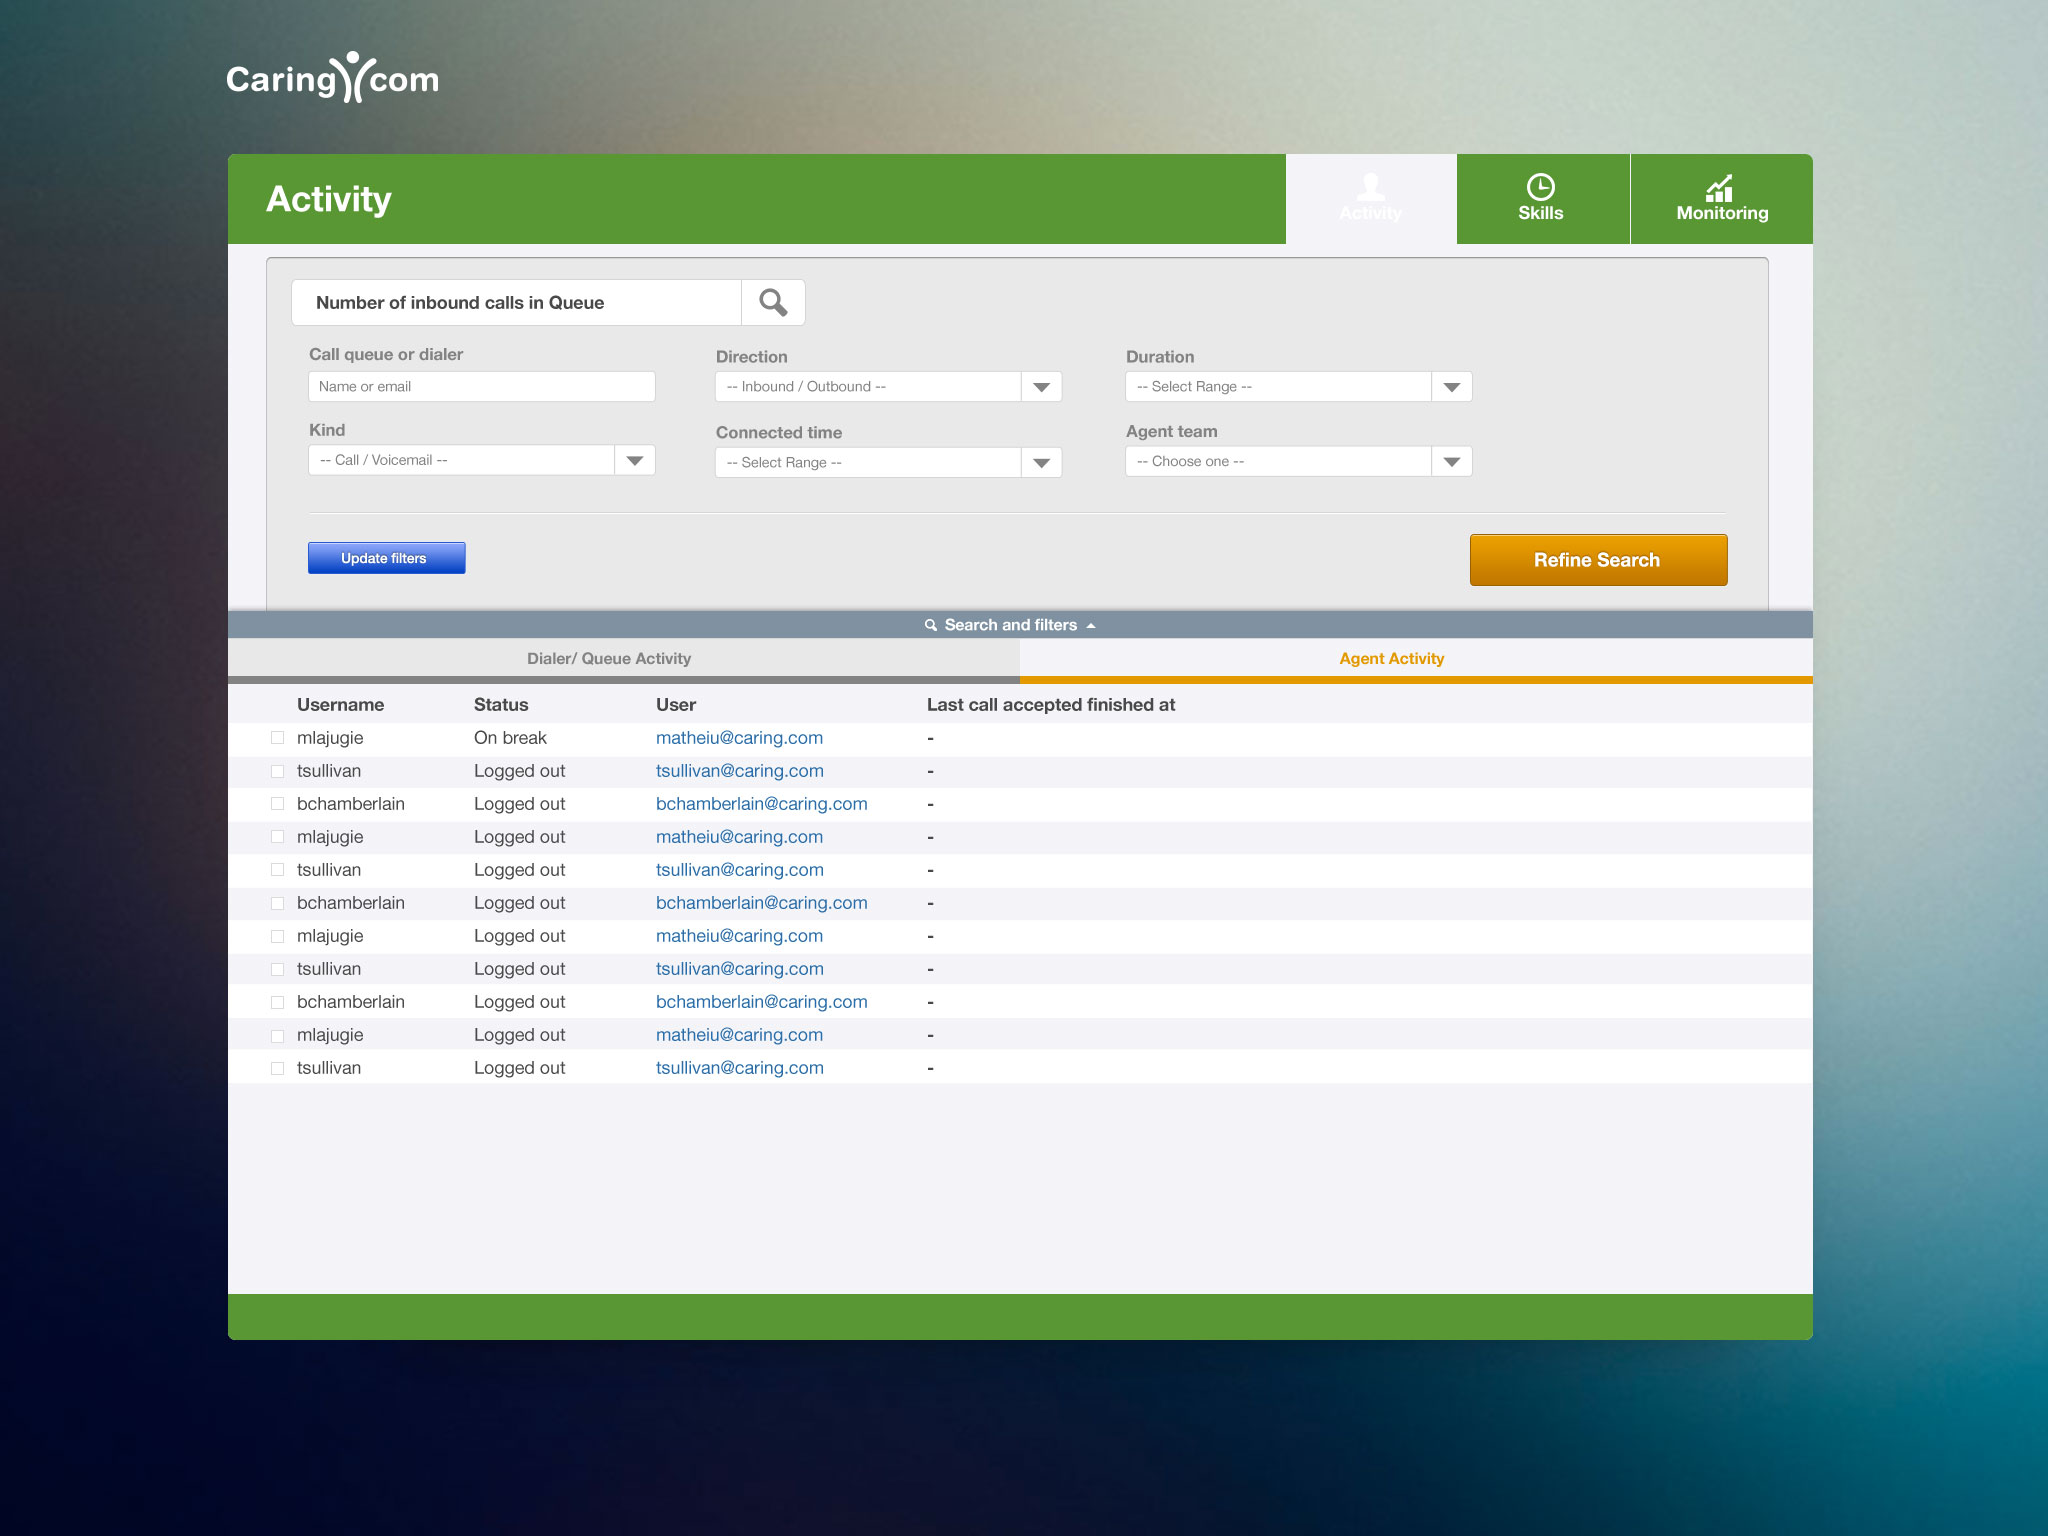 Caring com
Activity
Activity
Skills
Monitoring
Number of inbound calls in Queue
Call queue or dialer
Direction
Duration
Name or email
-- Inbound / Outbound --
-- Select Range --
Kind
Connected time
Agent team
-- Call / Voicemail --
-- Select Range --
-- Choose one --
Update filters
Refine Search
Search and filters
Dialer/ Queue Activity
Agent Activity
Username Status User Last call accepted finished at
mlajugie On break matheiu@caring.com -
tsullivan Logged out tsullivan@caring.com -
bchamberlain Logged out bchamberlain@caring.com -
mlajugie Logged out matheiu@caring.com -
tsullivan Logged out tsullivan@caring.com -
bchamberlain Logged out bchamberlain@caring.com -
mlajugie Logged out matheiu@caring.com -
tsullivan Logged out tsullivan@caring.com -
bchamberlain Logged out bchamberlain@caring.com -
mlajugie Logged out matheiu@caring.com -
tsullivan Logged out tsullivan@caring.com -